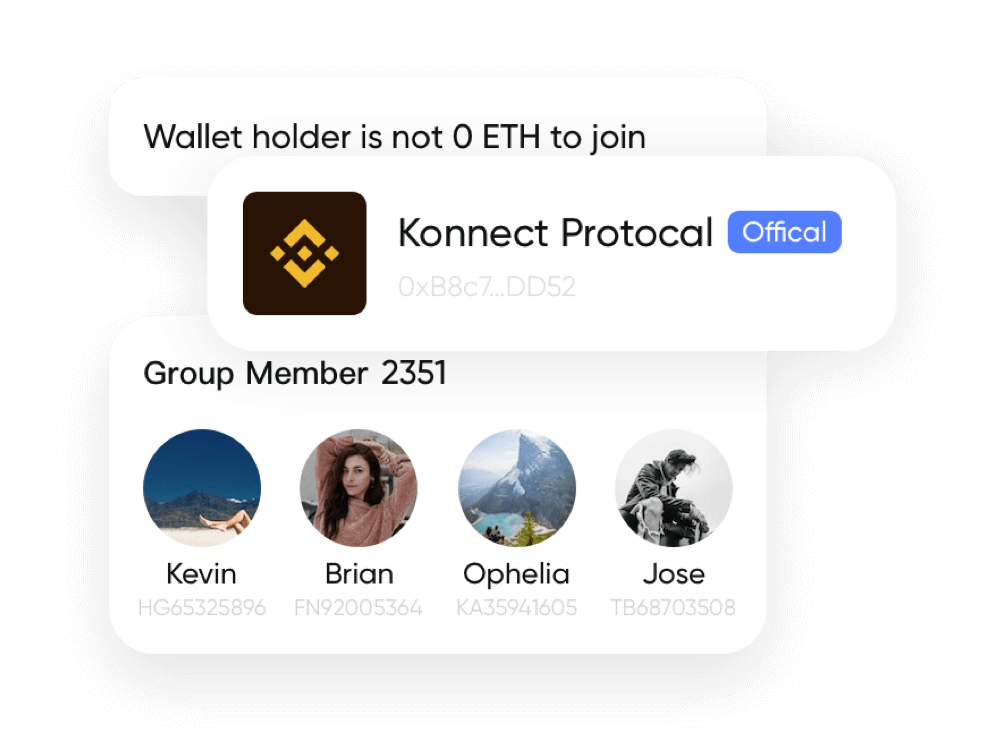 Wallet holder is not 0 ETH to join
Konnect Protocal
Offical
0xB8c7...DD52
Group Member 2351
Kevin
HG65325896
Brian
FN92005364
Ophelia
KA35941605
Jose
TB68703508